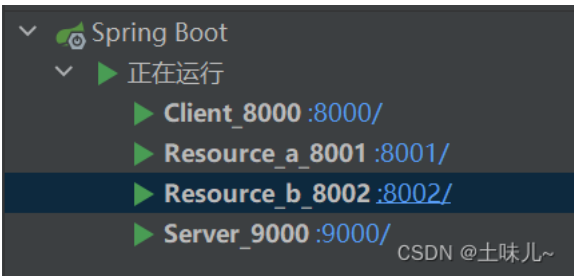 Spring Boot
正在运行
Client_8000 :8000/
Resource_a_8001 :8001/
Resource_b_8002 :8002/
Server_9000 :9000/
CSDN @土味儿~